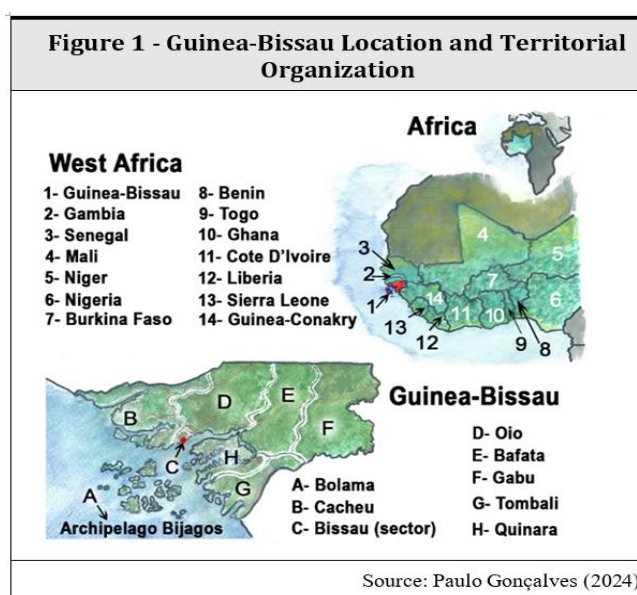 Figure 1 - Guinea-Bissau Location and Territorial
Organization
Africa
West Africa
1- Guinea-Bissau
2- Gambia
3- Senegal
4- Mali
5- Niger
6- Nigeria
7- Burkina Faso
8- Benin
9- Togo
10- Ghana
11- Cote D'Ivoire
12- Liberia
13- Sierra Leone
14- Guinea-Conakry
4
5
3
2
7
1
14
6
13
11
10
12
9
8
Guinea-Bissau
B
D
E
F
C
H
G
A
Archipelago Bijagos
A- Bolama
B- Cacheu
C- Bissau (sector)
D- Oio
E- Bafata
F- Gabu
G- Tombali
H- Quinara
Source: Paulo Gonçalves (2024)